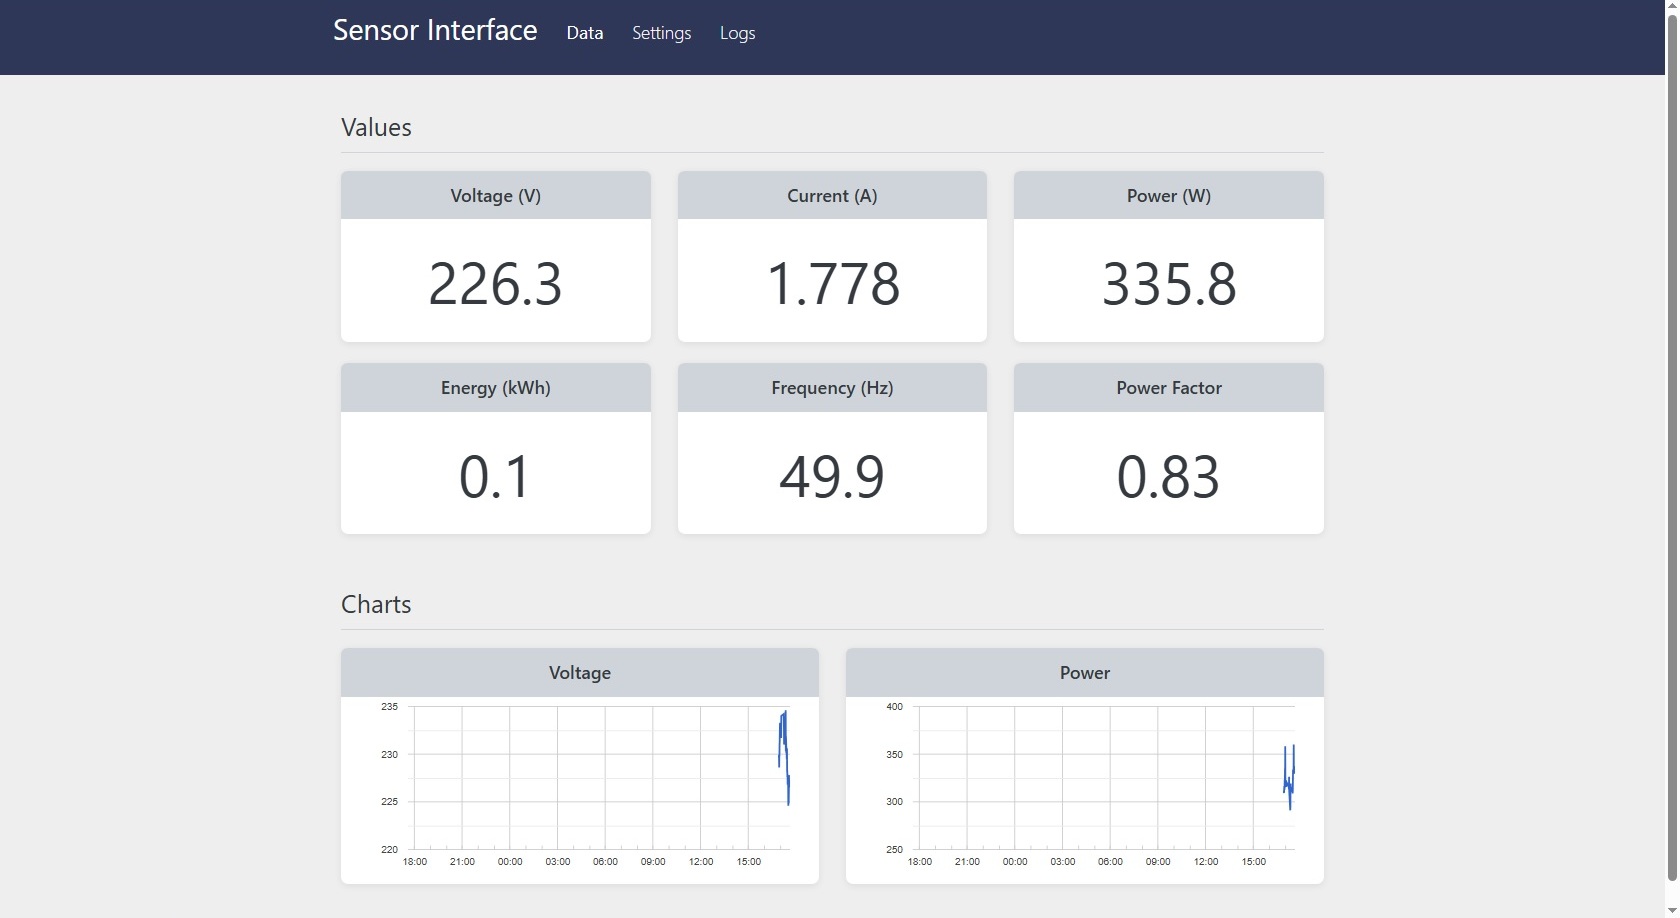 Sensor Interface Data Settings Logs
Values
Voltage (V) Current (A) Power (W)
226.3 1.778 335.8
Energy (kWh) Frequency (Hz) Power Factor
0.1 49.9 0.83
Charts
Voltage
235
230
225
220
18:00 21:00 00:00 03:00 06:00 09:00 12:00 15:00
Power
400
350
300
250
18:00 21:00 00:00 03:00 06:00 09:00 12:00 15:00